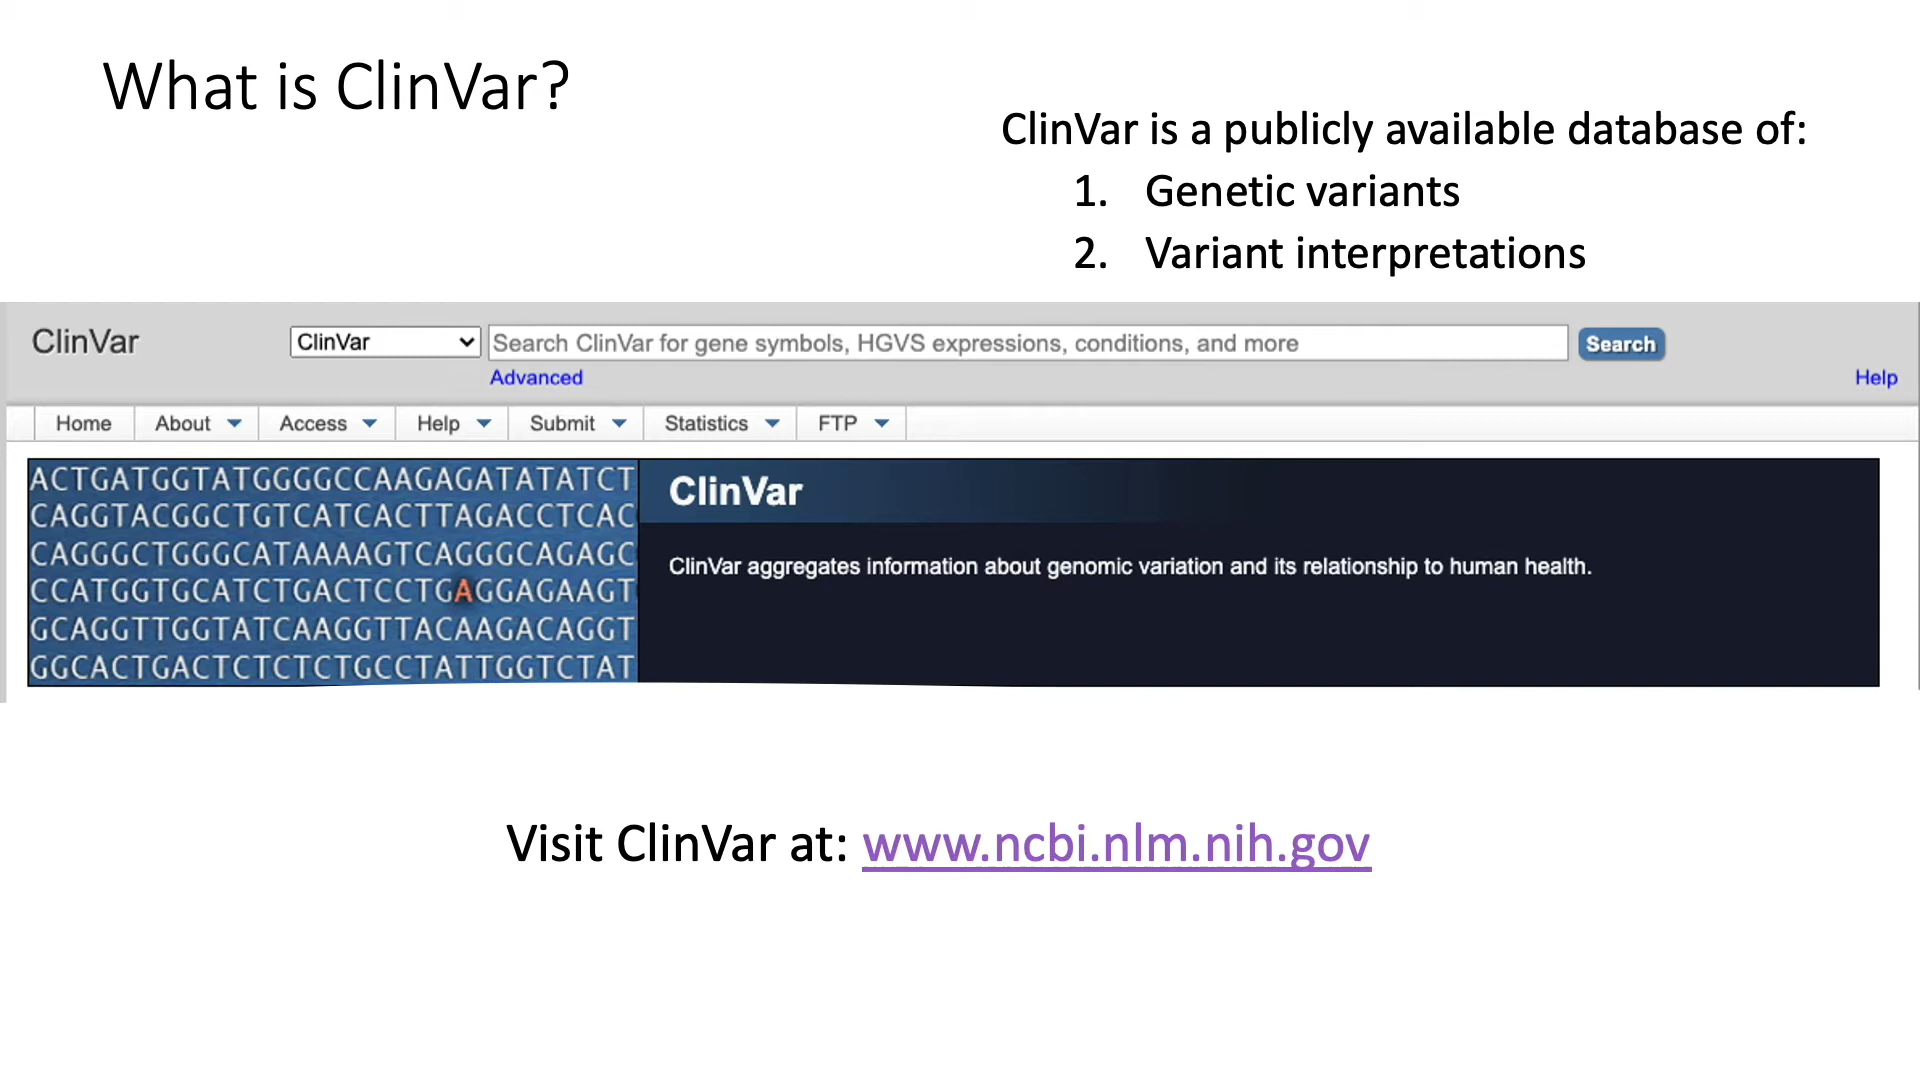 What is ClinVar?
ClinVar is a publicly available database of:
1. Genetic variants
2. Variant interpretations
ClinVar
ClinVar
Search ClinVar for gene symbols, HGVS expressions, conditions, and more
Search
Advanced
Help
Home About Access Help Submit Statistics FTP
ACTGATGGTATGGGGCCAAGAGATATATCT
CAGGTACGGCTGTCATCACTTAGACCTCAC
CAGGGCTGGGCATAAAAGTCAGGGCAGAGC
CCATGGTGCATCTGACTCCTGAGGAGAAGT
GCAGGTTGGTATCAAGGTTACAAGACAGGT
GGCACTGACTCTCTCTGCCTATTGGTCTAT
ClinVar
ClinVar aggregates information about genomic variation and its relationship to human health.
Visit ClinVar at: www.ncbi.nlm.nih.gov